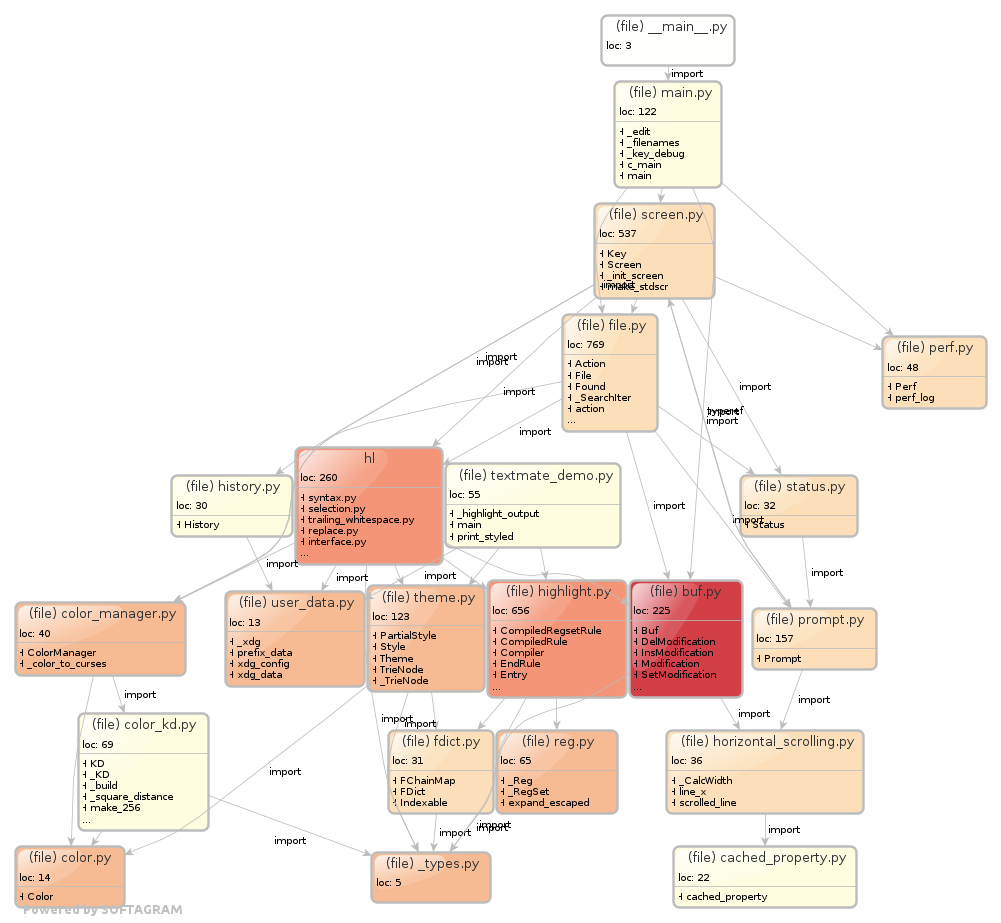 (file) __main__.py
loc: 3
import
(file) main.py
loc: 122
_edit
_filenames
_key_debug
c_main
main
(file) screen.py
loc: 537
Key
Screen
_init_screen
make_stdscr
import
(file) file.py
loc: 769
Action
File
Found
_SearchIter
action
...
(file) perf.py
loc: 48
Perf
perf_log
import
import
import
import
import
typeref
import
hl
loc: 260
syntax.py
selection.py
trailing_whitespace.py
replace.py
interface.py
...
(file) history.py
loc: 30
History
(file) textmate_demo.py
loc: 55
_highlight_output
main
print_styled
(file) status.py
loc: 32
Status
import
import
import
import
import
import
(file) color_manager.py
loc: 40
ColorManager
_color_to_curses
(file) user_data.py
loc: 13
_xdg
prefix_data
xdg_config
xdg_data
(file) theme.py
loc: 123
PartialStyle
Style
Theme
TrieNode
_TrieNode
(file) highlight.py
loc: 656
CompiledRegsetRule
CompiledRule
Compiler
EndRule
Entry
...
(file) buf.py
loc: 225
Buf
DelModification
InsModification
Modification
SetModification
...
(file) prompt.py
loc: 157
Prompt
import
import
import
import
import
(file) color_kd.py
loc: 69
KD
_KD
_build
_square_distance
make_256
...
(file) fdict.py
loc: 31
FChainMap
FDict
Indexable
(file) reg.py
loc: 65
_Reg
_RegSet
expand_escaped
(file) horizontal_scrolling.py
loc: 36
_CalcWidth
line_x
scrolled_line
import
import
import
import
import
import
(file) color.py
loc: 14
Color
(file) _types.py
loc: 5
(file) cached_property.py
loc: 22
cached_property
Powered by SOFTAGRAM